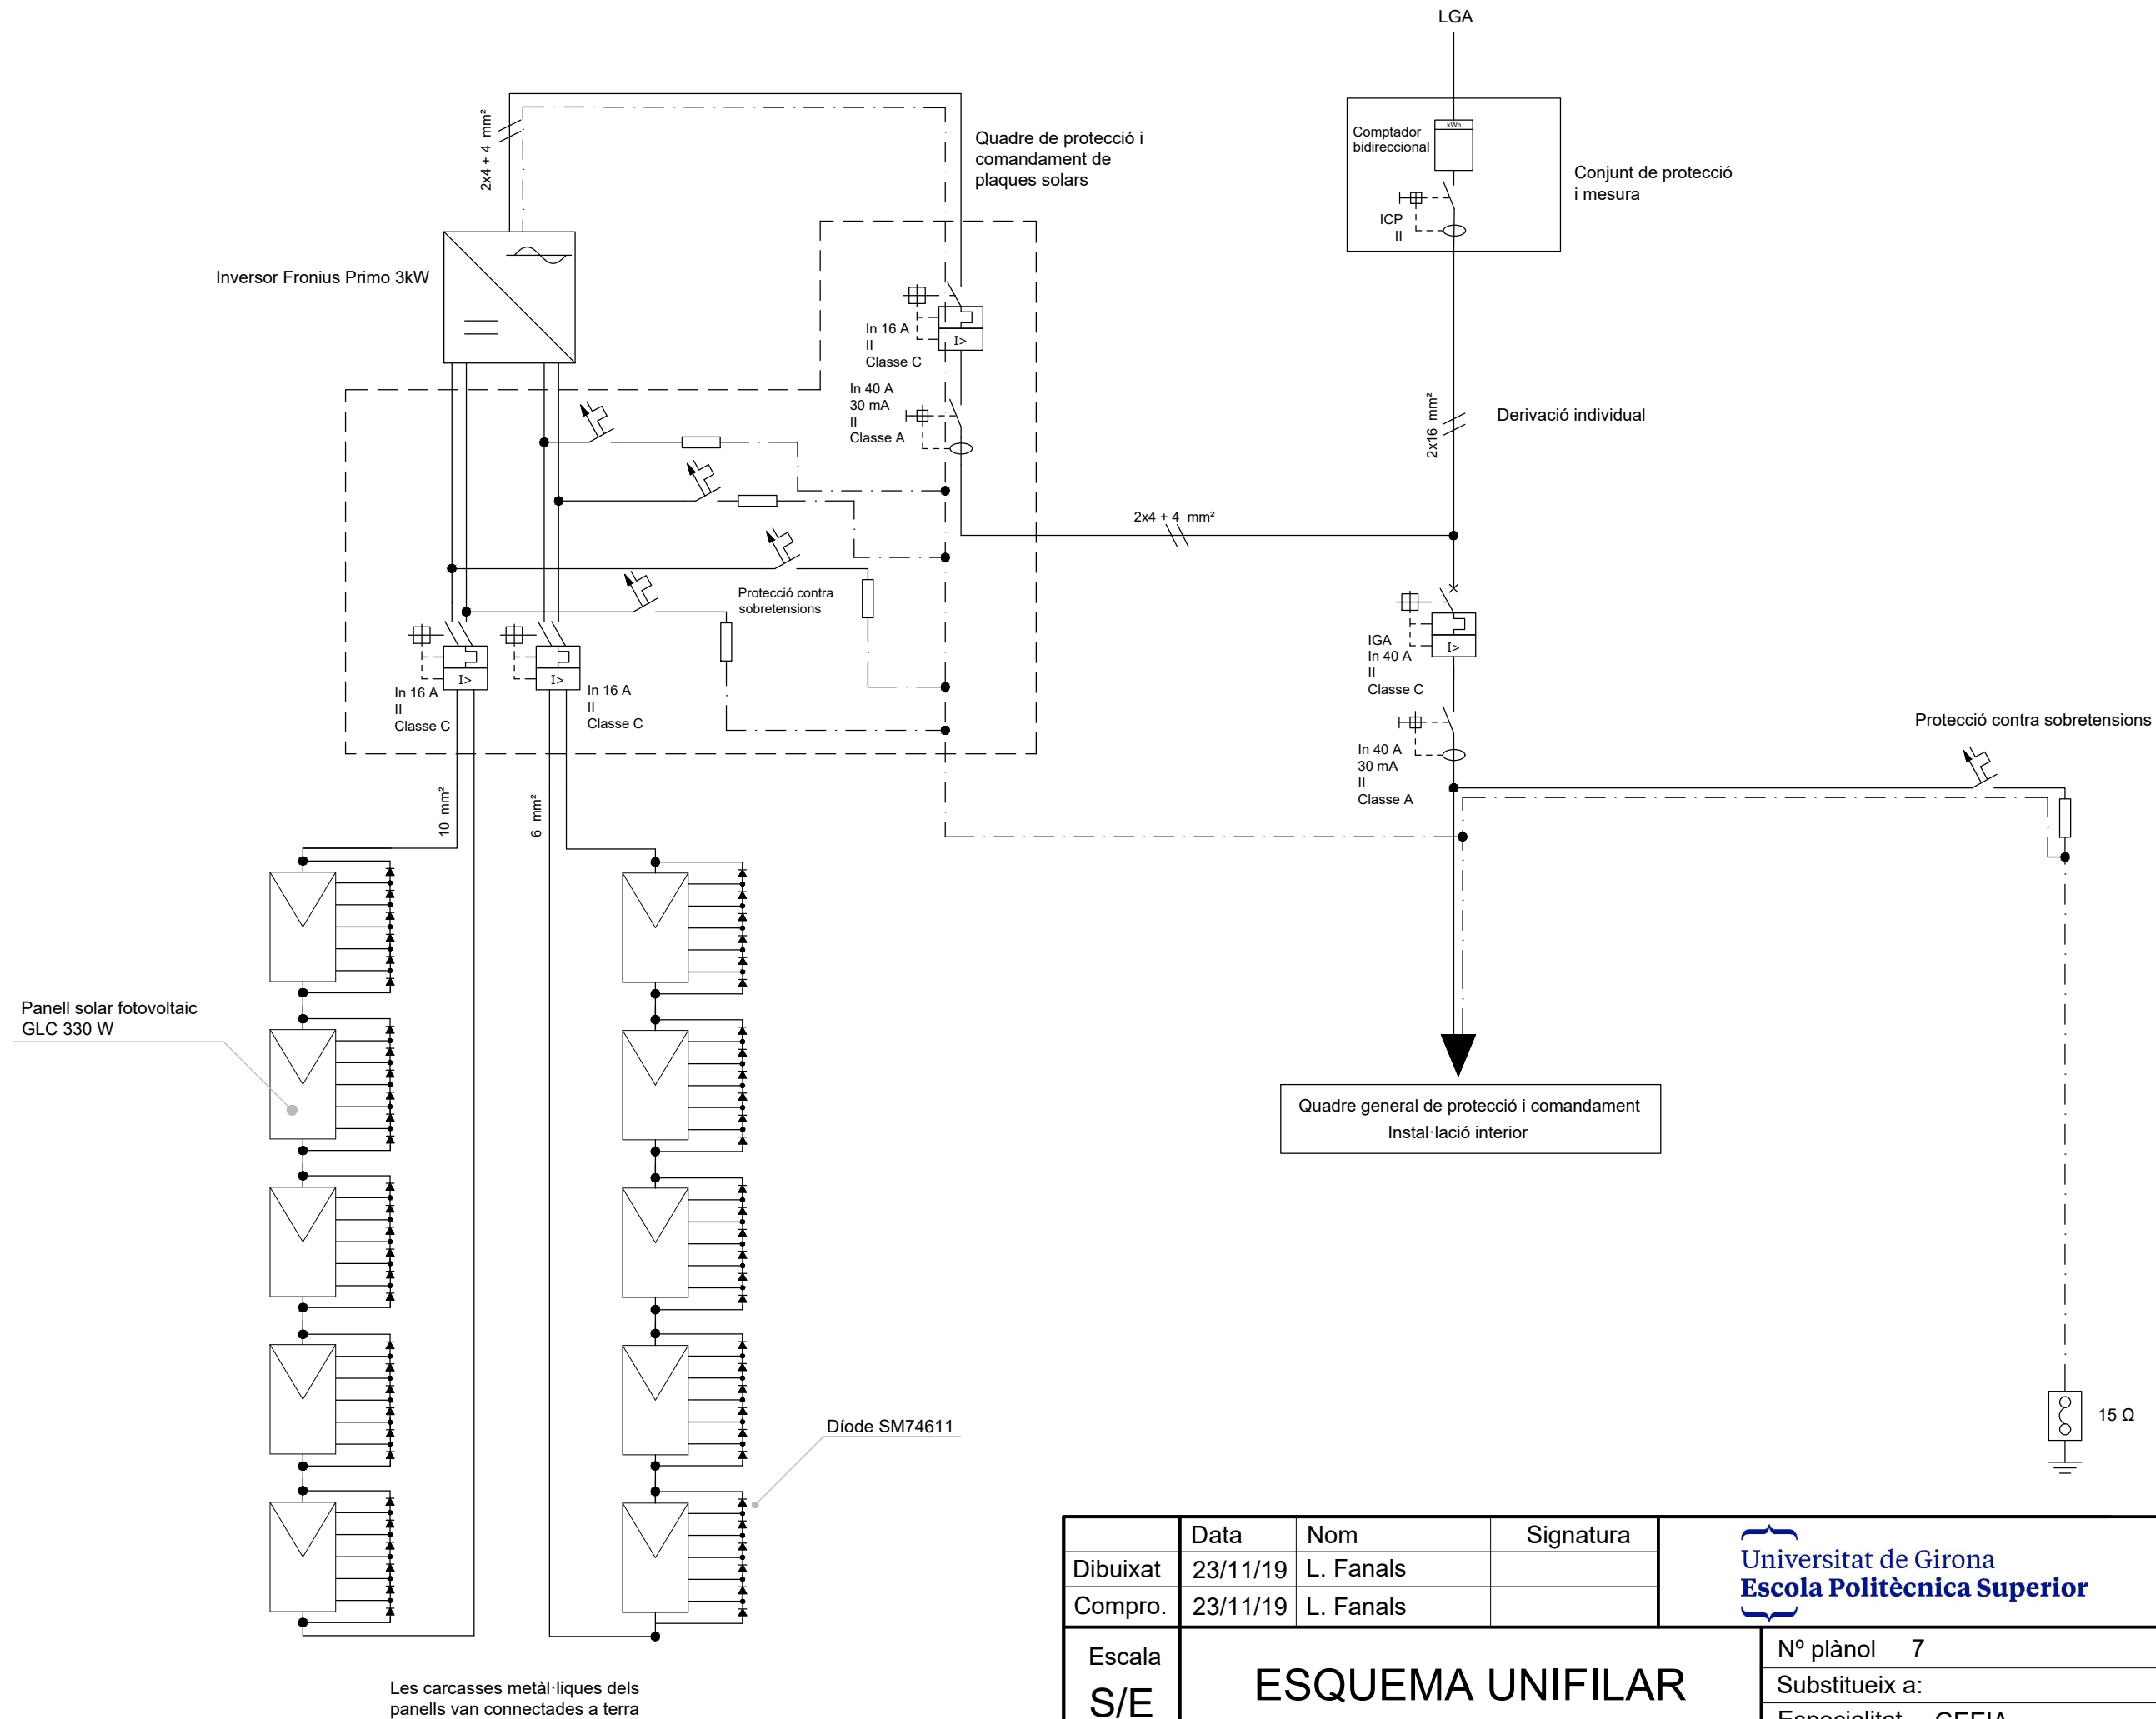 LGA
2x4 + 4 mm²
Quadre de protecció i
comandament de
plaques solars
kWh
Comptador
bidireccional
Conjunt de protecció
i mesura
ICP
II
Inversor Fronius Primo 3kW
In 16 A
II
Classe C
I>
In 40 A
30 mA
II
Classe A
2x16 mm²
Derivació individual
2x4 + 4 mm²
Protecció contra
sobretensions
I>
I>
In 16 A
II
Classe C
In 16 A
II
Classe C
IGA
In 40 A
II
Classe C
I>
In 40 A
30 mA
II
Classe A
Protecció contra sobretensions
10 mm²
6 mm²
Panell solar fotovoltaic
GLC 330 W
Quadre general de protecció i comandament
Instal·lació interior
Díode SM74611
15 Ω
Les carcasses metàl·liques dels
panells van connectades a terra
Data Nom Signatura
Dibuixat 23/11/19 L. Fanals
Compro. 23/11/19 L. Fanals
Universitat de Girona
Escola Politècnica Superior
Escala
S/E
ESQUEMA UNIFILAR
Nº plànol 7
Substitueix a:
Especialitat GEEIA